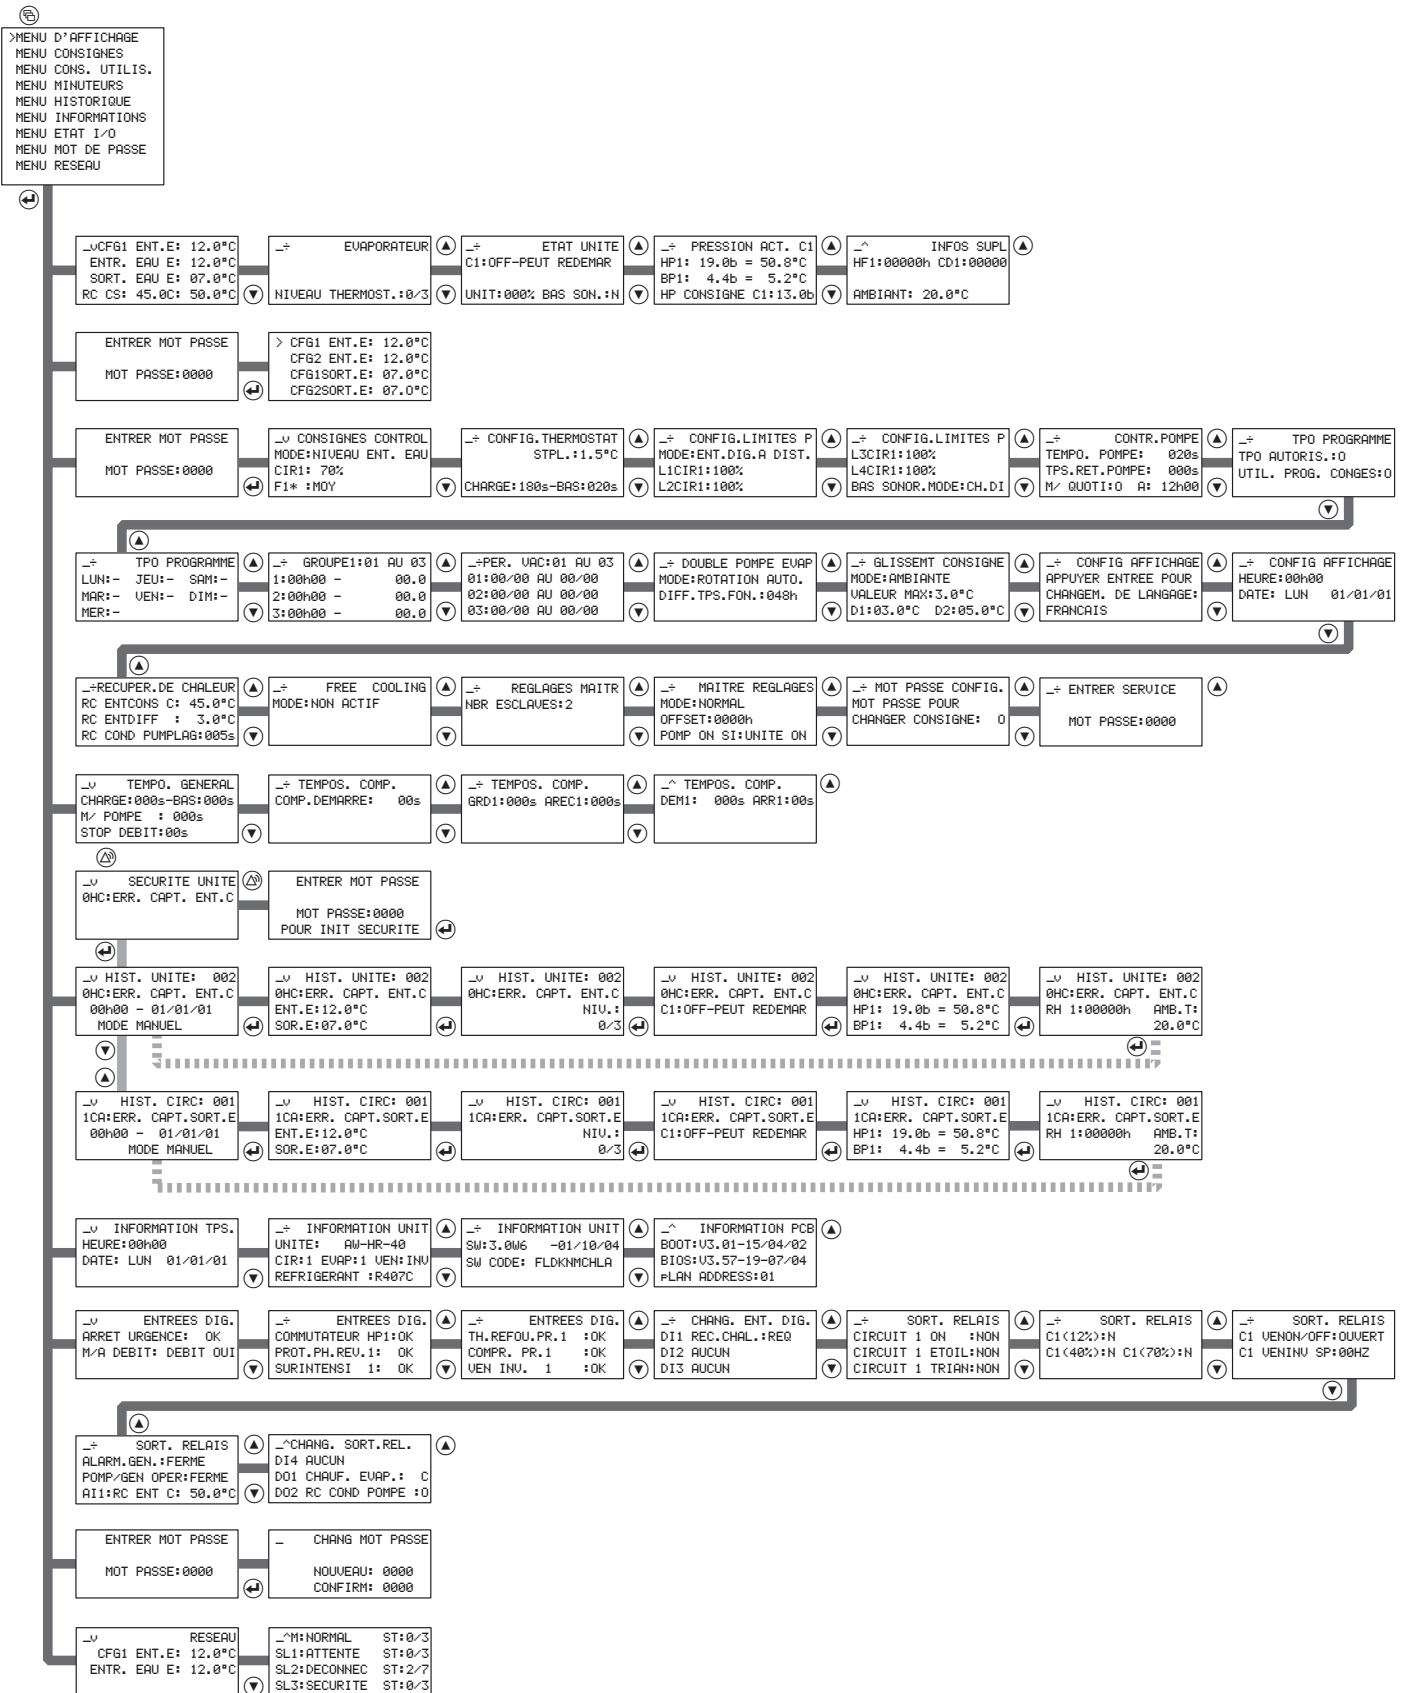 >MENU D'AFFICHAGE
MENU CONSIGNES
MENU CONS. UTILIS.
MENU MINUTEURS
MENU HISTORIQUE
MENU INFORMATIONS
MENU ETAT I/O
MENU MOT DE PASSE
MENU RESEAU
_vCFG1 ENT.E: 12.0°C
ENTR. EAU E: 12.0°C
SORT. EAU E: 07.0°C
RC CS: 45.0C: 50.0°C
_÷ EVAPORATEUR
NIVEAU THERMOST.:0/3
_÷ ETAT UNITE
C1:OFF-PEUT REDEMAR
UNIT:000% BAS SON.:N
_÷ PRESSION ACT. C1
HP1: 19.0b = 50.8°C
BP1: 4.4b = 5.2°C
HP CONSIGNE C1:13.0b
_^ INFOS SUPL
HF1:00000h CD1:00000
AMBIANT: 20.0°C
ENTRER MOT PASSE
MOT PASSE:0000
> CFG1 ENT.E: 12.0°C
CFG2 ENT.E: 12.0°C
CFG1SORT.E: 07.0°C
CFG2SORT.E: 07.0°C
ENTRER MOT PASSE
MOT PASSE:0000
_v CONSIGNES CONTROL
MODE:NIVEAU ENT. EAU
CIR1: 70%
F1* :MOY
_÷ CONFIG.THERMOSTAT
STPL.:1.5°C
CHARGE:180s-BAS:020s
_÷ CONFIG.LIMITES P
MODE:ENT.DIG.A DIST.
L1CIR1:100%
L2CIR1:100%
_÷ CONFIG.LIMITES P
L3CIR1:100%
L4CIR1:100%
BAS SONOR.MODE:CH.DI
_÷ CONTR.POMPE
TEMPO. POMPE: 020s
TPS.RET.POMPE: 000s
M/ QUOTI:O A: 12h00
_÷ TPO PROGRAMME
TPO AUTORIS.:O
UTIL. PROG. CONGES:O
_÷ TPO PROGRAMME
LUN:- JEU:- SAM:-
MAR:- VEN:- DIM:-
MER:-
_÷ GROUPE1:01 AU 03
1:00h00 - 00.0
2:00h00 - 00.0
3:00h00 - 00.0
_÷PER. VAC:01 AU 03
01:00/00 AU 00/00
02:00/00 AU 00/00
03:00/00 AU 00/00
_÷ DOUBLE POMPE EVAP
MODE:ROTATION AUTO.
DIFF.TPS.FON.:048h
_÷ GLISSEMT CONSIGNE
MODE:AMBIANTE
VALEUR MAX:3.0°C
D1:03.0°C D2:05.0°C
_÷ CONFIG AFFICHAGE
APPUYER ENTREE POUR
CHANGEM. DE LANGAGE:
FRANCAIS
_÷ CONFIG AFFICHAGE
HEURE:00h00
DATE: LUN 01/01/01
_÷RECUPER.DE CHALEUR
RC ENTCONS C: 45.0°C
RC ENTDIFF : 3.0°C
RC COND PUMPLAG:005s
_÷ FREE COOLING
MODE:NON ACTIF
_÷ REGLAGES MAITR
NBR ESCLAVES:2
_÷ MAITRE REGLAGES
MODE:NORMAL
OFFSET:0000h
POMP ON SI:UNITE ON
_÷ MOT PASSE CONFIG.
MOT PASSE POUR
CHANGER CONSIGNE: O
_÷ ENTRER SERVICE
MOT PASSE:0000
_v TEMPO. GENERAL
CHARGE:000s-BAS:000s
M/ POMPE : 000s
STOP DEBIT:00s
_÷ TEMPOS. COMP.
COMP.DEMARRE: 00s
_÷ TEMPOS. COMP.
GRD1:000s AREC1:000s
_^ TEMPOS. COMP.
DEM1: 000s ARR1:00s
_v SECURITE UNITE
0HC:ERR. CAPT. ENT.C
ENTRER MOT PASSE
MOT PASSE:0000
POUR INIT SECURITE
_v HIST. UNITE: 002
0HC:ERR. CAPT. ENT.C
00h00 - 01/01/01
MODE MANUEL
_v HIST. UNITE: 002
0HC:ERR. CAPT. ENT.C
ENT.E:12.0°C
SOR.E:07.0°C
_v HIST. UNITE: 002
0HC:ERR. CAPT. ENT.C
NIV.:
0/3
_v HIST. UNITE: 002
0HC:ERR. CAPT. ENT.C
C1:OFF-PEUT REDEMAR
_v HIST. UNITE: 002
0HC:ERR. CAPT. ENT.C
HP1: 19.0b = 50.8°C
BP1: 4.4b = 5.2°C
_v HIST. UNITE: 002
0HC:ERR. CAPT. ENT.C
RH 1:00000h AMB.T:
20.0°C
_v HIST. CIRC: 001
1CA:ERR. CAPT.SORT.E
00h00 - 01/01/01
MODE MANUEL
_v HIST. CIRC: 001
1CA:ERR. CAPT.SORT.E
ENT.E:12.0°C
SOR.E:07.0°C
_v HIST. CIRC: 001
1CA:ERR. CAPT.SORT.E
NIV.:
0/3
_v HIST. CIRC: 001
1CA:ERR. CAPT.SORT.E
C1:OFF-PEUT REDEMAR
_v HIST. CIRC: 001
1CA:ERR. CAPT.SORT.E
HP1: 19.0b = 50.8°C
BP1: 4.4b = 5.2°C
_v HIST. CIRC: 001
1CA:ERR. CAPT.SORT.E
RH 1:00000h AMB.T:
20.0°C
_v INFORMATION TPS.
HEURE:00h00
DATE: LUN 01/01/01
_÷ INFORMATION UNIT
UNITE: AW-HR-40
CIR:1 EVAP:1 VEN:INV
REFRIGERANT :R407C
_÷ INFORMATION UNIT
SW:3.0W6 -01/10/04
SW CODE: FLDKNMCHLA
_^ INFORMATION PCB
BOOT:V3.01-15/04/02
BIOS:V3.57-19-07/04
pLAN ADDRESS:01
_v ENTREES DIG.
ARRET URGENCE: OK
M/A DEBIT: DEBIT OUI
_÷ ENTREES DIG.
COMMUTATEUR HP1:OK
PROT.PH.REV.1: OK
SURINTENSI 1: OK
_÷ ENTREES DIG.
TH.REFOU.PR.1 :OK
COMPR. PR.1 :OK
VEN INV. 1 :OK
_÷ CHANG. ENT. DIG.
DI1 REC.CHAL.:REQ
DI2 AUCUN
DI3 AUCUN
_÷ SORT. RELAIS
CIRCUIT 1 ON :NON
CIRCUIT 1 ETOIL:NON
CIRCUIT 1 TRIAN:NON
_÷ SORT. RELAIS
C1(12%):N
C1(40%):N C1(70%):N
_÷ SORT. RELAIS
C1 VENON/OFF:OUVERT
C1 VENINV SP:00HZ
_÷ SORT. RELAIS
ALARM.GEN.:FERME
POMP/GEN OPER:FERME
AI1:RC ENT C: 50.0°C
_^CHANG. SORT.REL.
DI4 AUCUN
DO1 CHAUF. EVAP.: C
DO2 RC COND POMPE :O
ENTRER MOT PASSE
MOT PASSE:0000
_ CHANG MOT PASSE
NOUVEAU: 0000
CONFIRM: 0000
_v RESEAU
CFG1 ENT.E: 12.0°C
ENTR. EAU E: 12.0°C
_^M:NORMAL ST:0/3
SL1:ATTENTE ST:0/3
SL2:DECONNEC ST:2/7
SL3:SECURITE ST:0/3